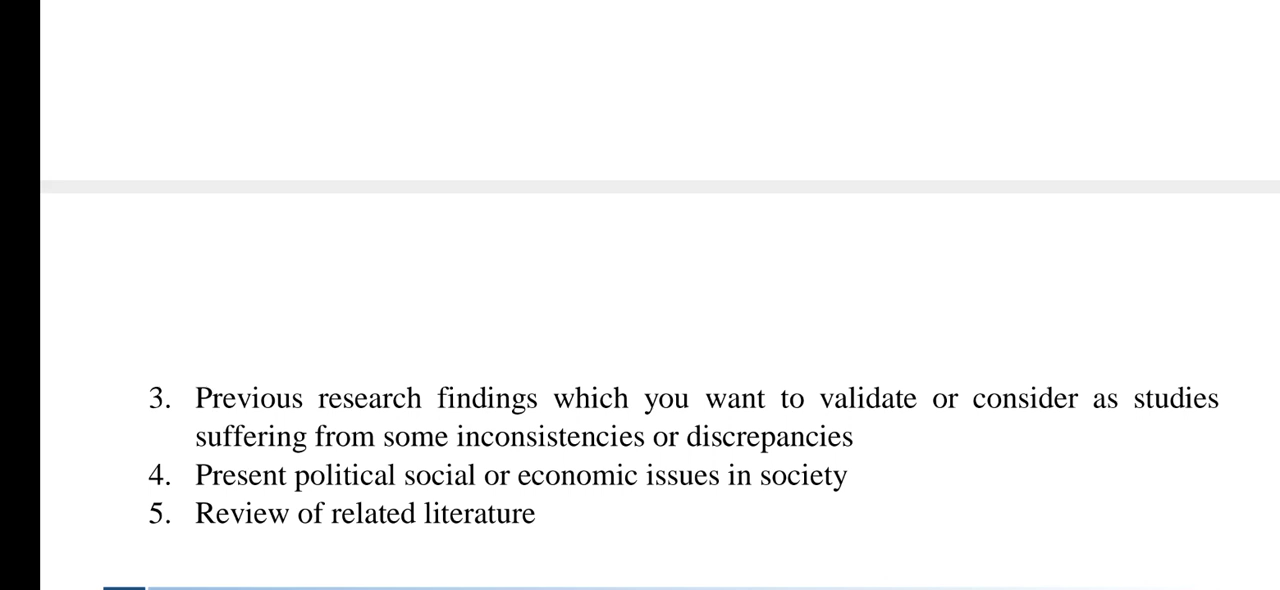 3. Previous research findings which you want to validate or consider as studies
suffering from some inconsistencies or discrepancies
4. Present political social or economic issues in society
5. Review of related literature